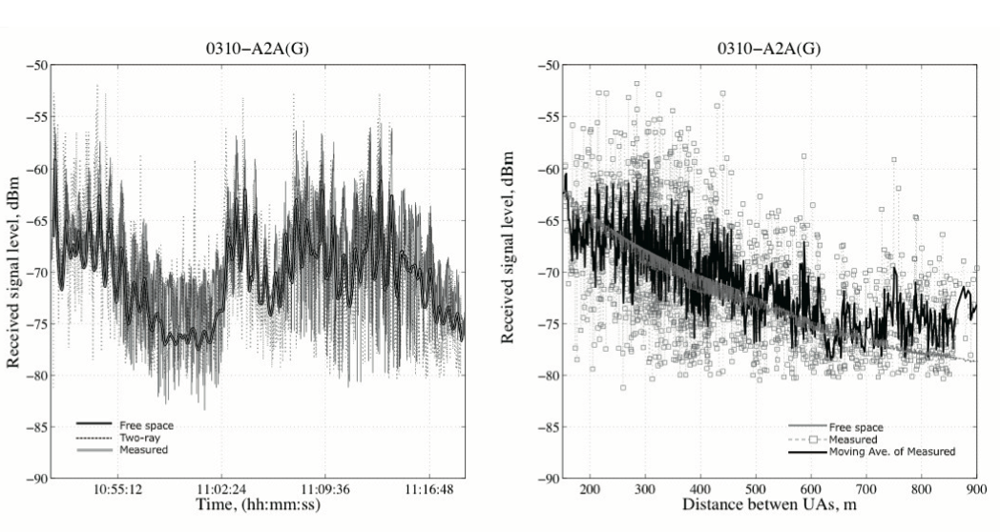 0310−A2A(G)
Received signal level, dBm
−50
−55
−60
−65
−70
−75
−80
−85
−90
Free space
Two-ray
Measured
10:55:12 11:02:24 11:09:36 11:16:48
Time, (hh:mm:ss)
0310−A2A(G)
Received signal level, dBm
−50
−55
−60
−65
−70
−75
−80
−85
−90
Free space
Measured
Moving Ave. of Measured
200 300 400 500 600 700 800 900
Distance betwen UAs, m